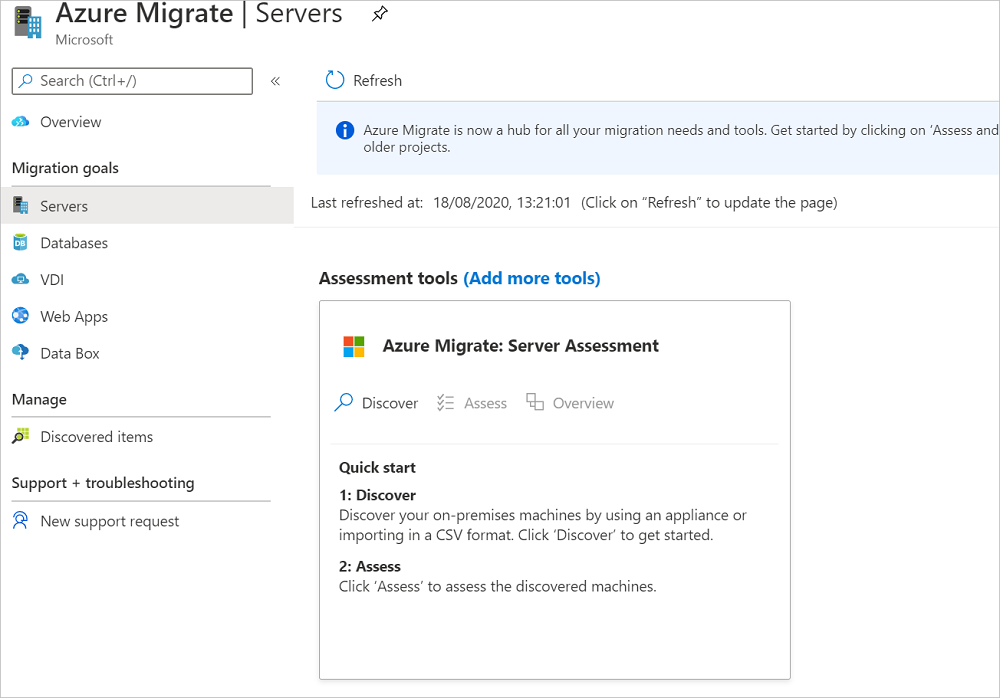 Azure Migrate | Servers
Microsoft
Search (Ctrl+/)
«
Overview
Migration goals
Servers
DB
Databases
VDI
Web Apps
Data Box
Manage
Discovered items
Support + troubleshooting
New support request
Refresh
Azure Migrate is now a hub for all your migration needs and tools. Get started by clicking on ‘Assess and
older projects.
Last refreshed at: 18/08/2020, 13:21:01 (Click on “Refresh” to update the page)
Assessment tools (Add more tools)
Azure Migrate: Server Assessment
Discover Assess Overview
Quick start
1: Discover
Discover your on-premises machines by using an appliance or
importing in a CSV format. Click ‘Discover’ to get started.
2: Assess
Click ‘Assess’ to assess the discovered machines.